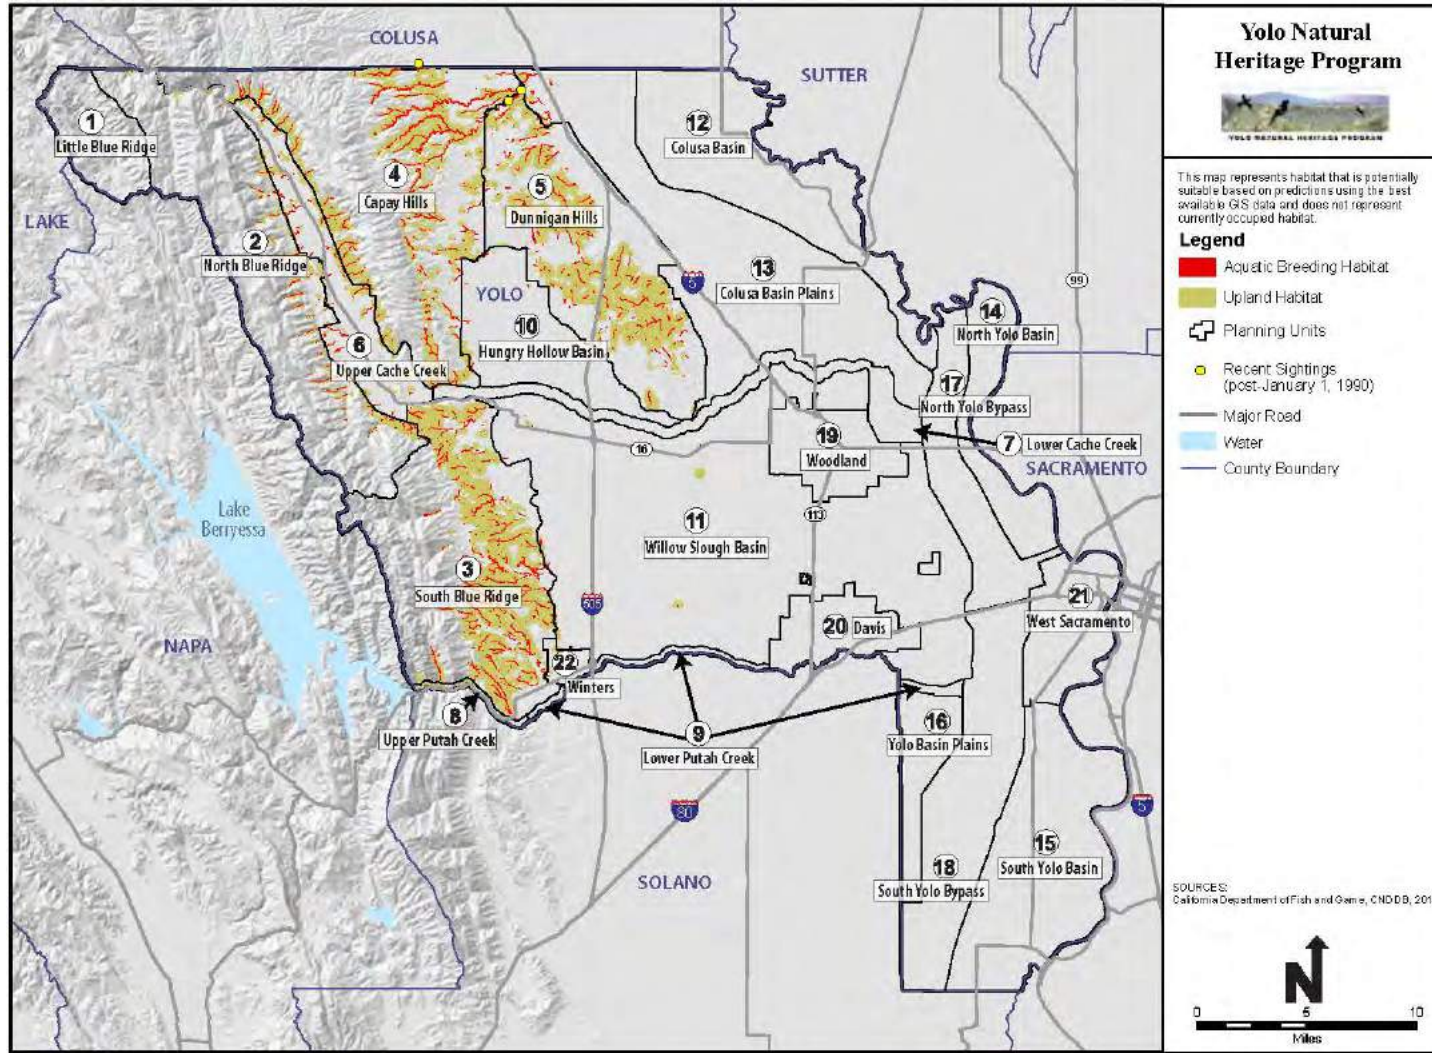 COLUSA
SUTTER
LAKE
YOLO
NAPA
SOLANO
SACRAMENTO
Lake
Berryessa
1
Little Blue Ridge
2
North Blue Ridge
3
South Blue Ridge
4
Capay Hills
5
Dunnigan Hills
6
Upper Cache Creek
7
Lower Cache Creek
8
Upper Putah Creek
9
Lower Putah Creek
10
Hungry Hollow Basin
11
Willow Slough Basin
12
Colusa Basin
13
Colusa Basin Plains
14
North Yolo Basin
15
South Yolo Basin
16
Yolo Basin Plains
17
North Yolo Bypass
18
South Yolo Bypass
19
Woodland
20
Davis
21
West Sacramento
22
Winters
5
99
16
113
505
80
5
Yolo Natural
Heritage Program
YOLO NATURAL HERITAGE PROGRAM
This map represents habitat that is potentially
suitable based on predictions using the best
available GIS data and does not represent
currently occupied habitat.
Legend
Aquatic Breeding Habitat
Upland Habitat
Planning Units
Recent Sightings
(post-January 1, 1990)
Major Road
Water
County Boundary
SOURCES:
California Department of Fish and Game, CNDDB, 201
N
0 5 10
Miles